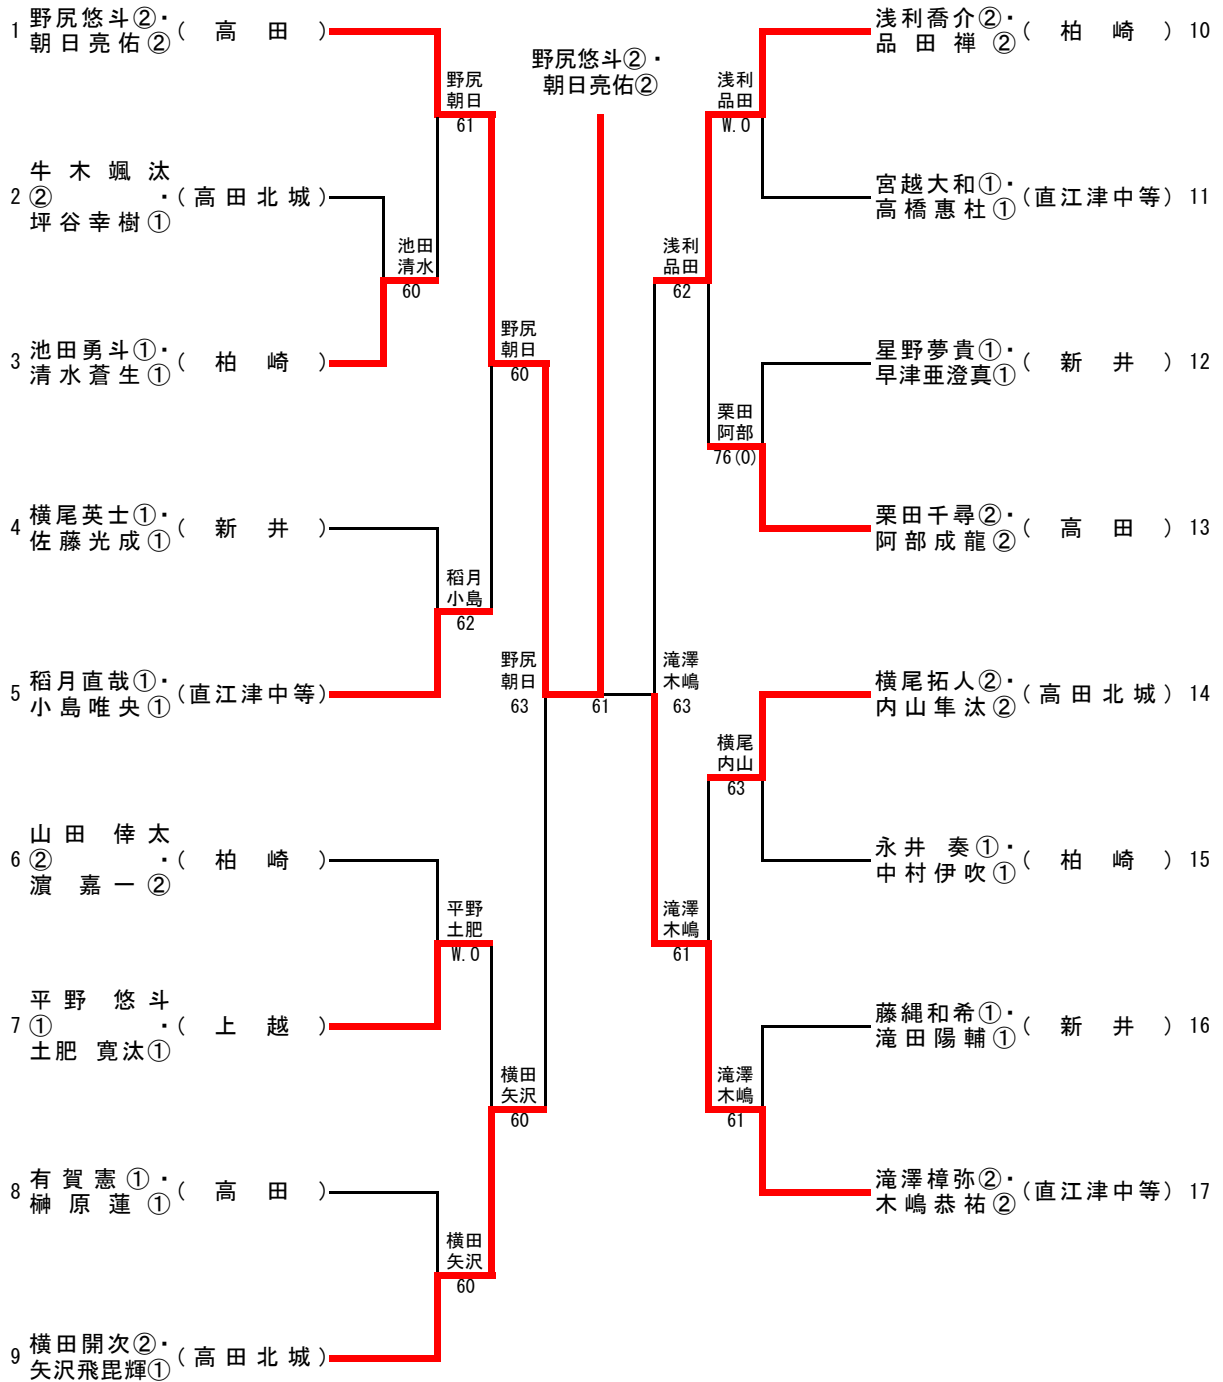 1 野尻悠斗②・朝日亮佑② ( 高 田 )
野尻
朝日
61
2 牛木颯汰②・坪谷幸樹① ( 高田北城 )
池田
清水
60
3 池田勇斗①・清水蒼生① ( 柏 崎 )
野尻
朝日
60
4 横尾英士①・佐藤光成① ( 新 井 )
稻月
小島
62
5 稻月直哉①・小島唯央① (直江津中等)
野尻
朝日
63
6 山田 倖太②・濵 嘉一② ( 柏 崎 )
平野
土肥
W.O
7 平野 悠斗①・土肥 寛汰① ( 上 越 )
横田
矢沢
60
8 有賀憲①・榊原蓮① ( 高 田 )
横田
矢沢
60
9 横田開次②・矢沢飛毘輝① ( 高田北城 )
野尻悠斗②・
朝日亮佑②
61
浅利喬介②・品田禅② ( 柏 崎 ) 10
浅利
品田
W.O
宮越大和①・高橋惠杜① (直江津中等) 11
浅利
品田
62
星野夢貴①・早津亜澄真① ( 新 井 ) 12
栗田
阿部
76(0)
栗田千尋②・阿部成龍② ( 高 田 ) 13
滝澤
木嶋
63
横尾拓人②・内山隼汰② ( 高田北城 ) 14
横尾
内山
63
永井 奏①・中村伊吹① ( 柏 崎 ) 15
滝澤
木嶋
61
藤縄和希①・滝田陽輔① ( 新 井 ) 16
滝澤
木嶋
61
滝澤樟弥②・木嶋恭祐② (直江津中等) 17